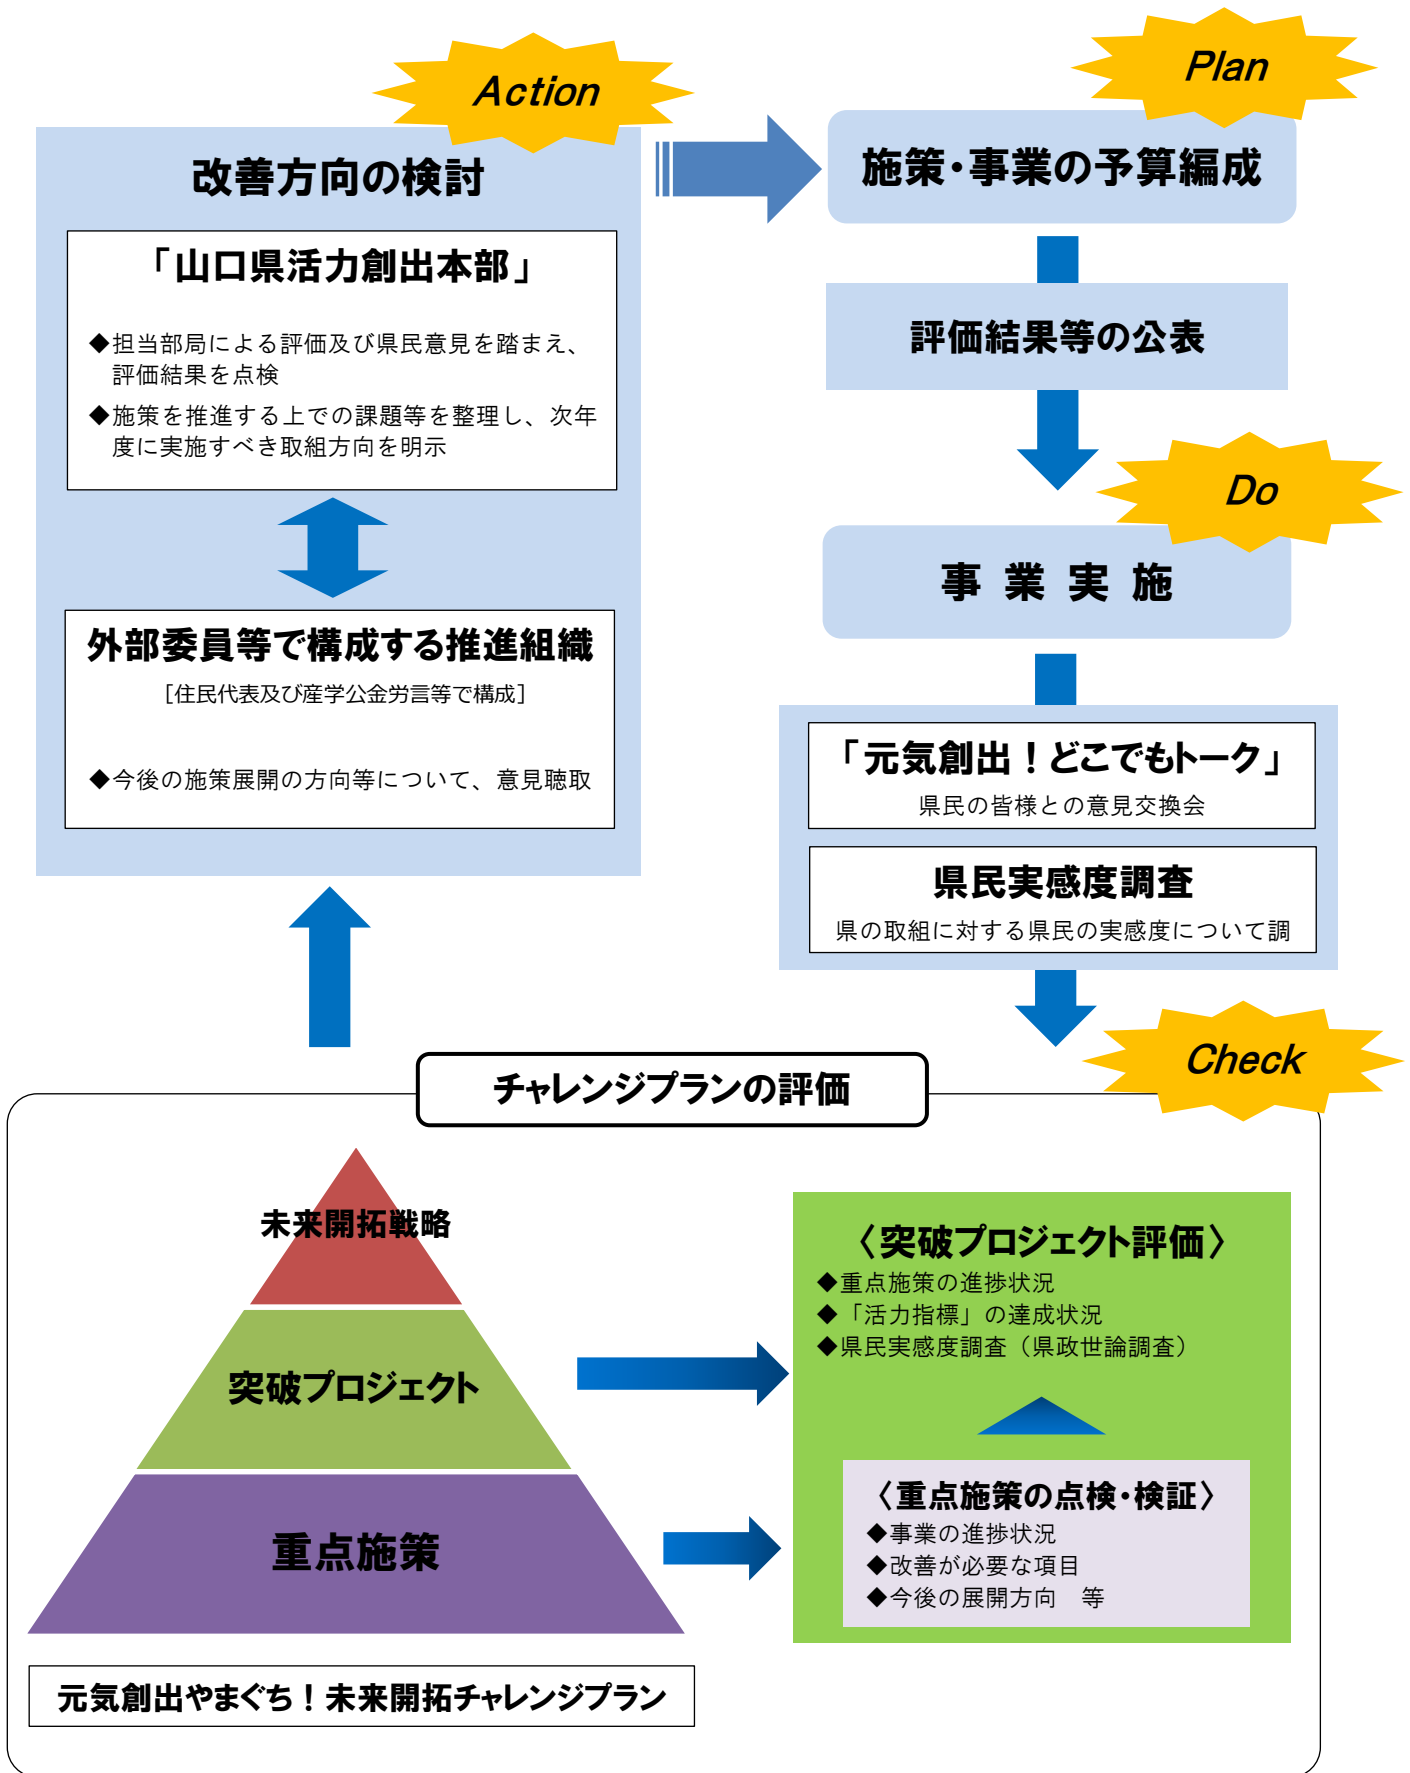 Action
改善方向の検討
「山口県活力創出本部」
◆担当部局による評価及び県民意見を踏まえ、
評価結果を点検
◆施策を推進する上での課題等を整理し、次年
度に実施すべき取組方向を明示
外部委員等で構成する推進組織
［住民代表及び産学公金労言等で構成］
◆今後の施策展開の方向等について、意見聴取
Plan
施策・事業の予算編成
評価結果等の公表
Do
事業実施
「元気創出！どこでもトーク」
県民の皆様との意見交換会
県民実感度調査
県の取組に対する県民の実感度について調
Check
チャレンジプランの評価
未来開拓戦略
突破プロジェクト
重点施策
元気創出やまぐち！未来開拓チャレンジプラン
〈突破プロジェクト評価〉
◆重点施策の進捗状況
◆「活力指標」の達成状況
◆県民実感度調査（県政世論調査）
〈重点施策の点検・検証〉
◆事業の進捗状況
◆改善が必要な項目
◆今後の展開方向　等